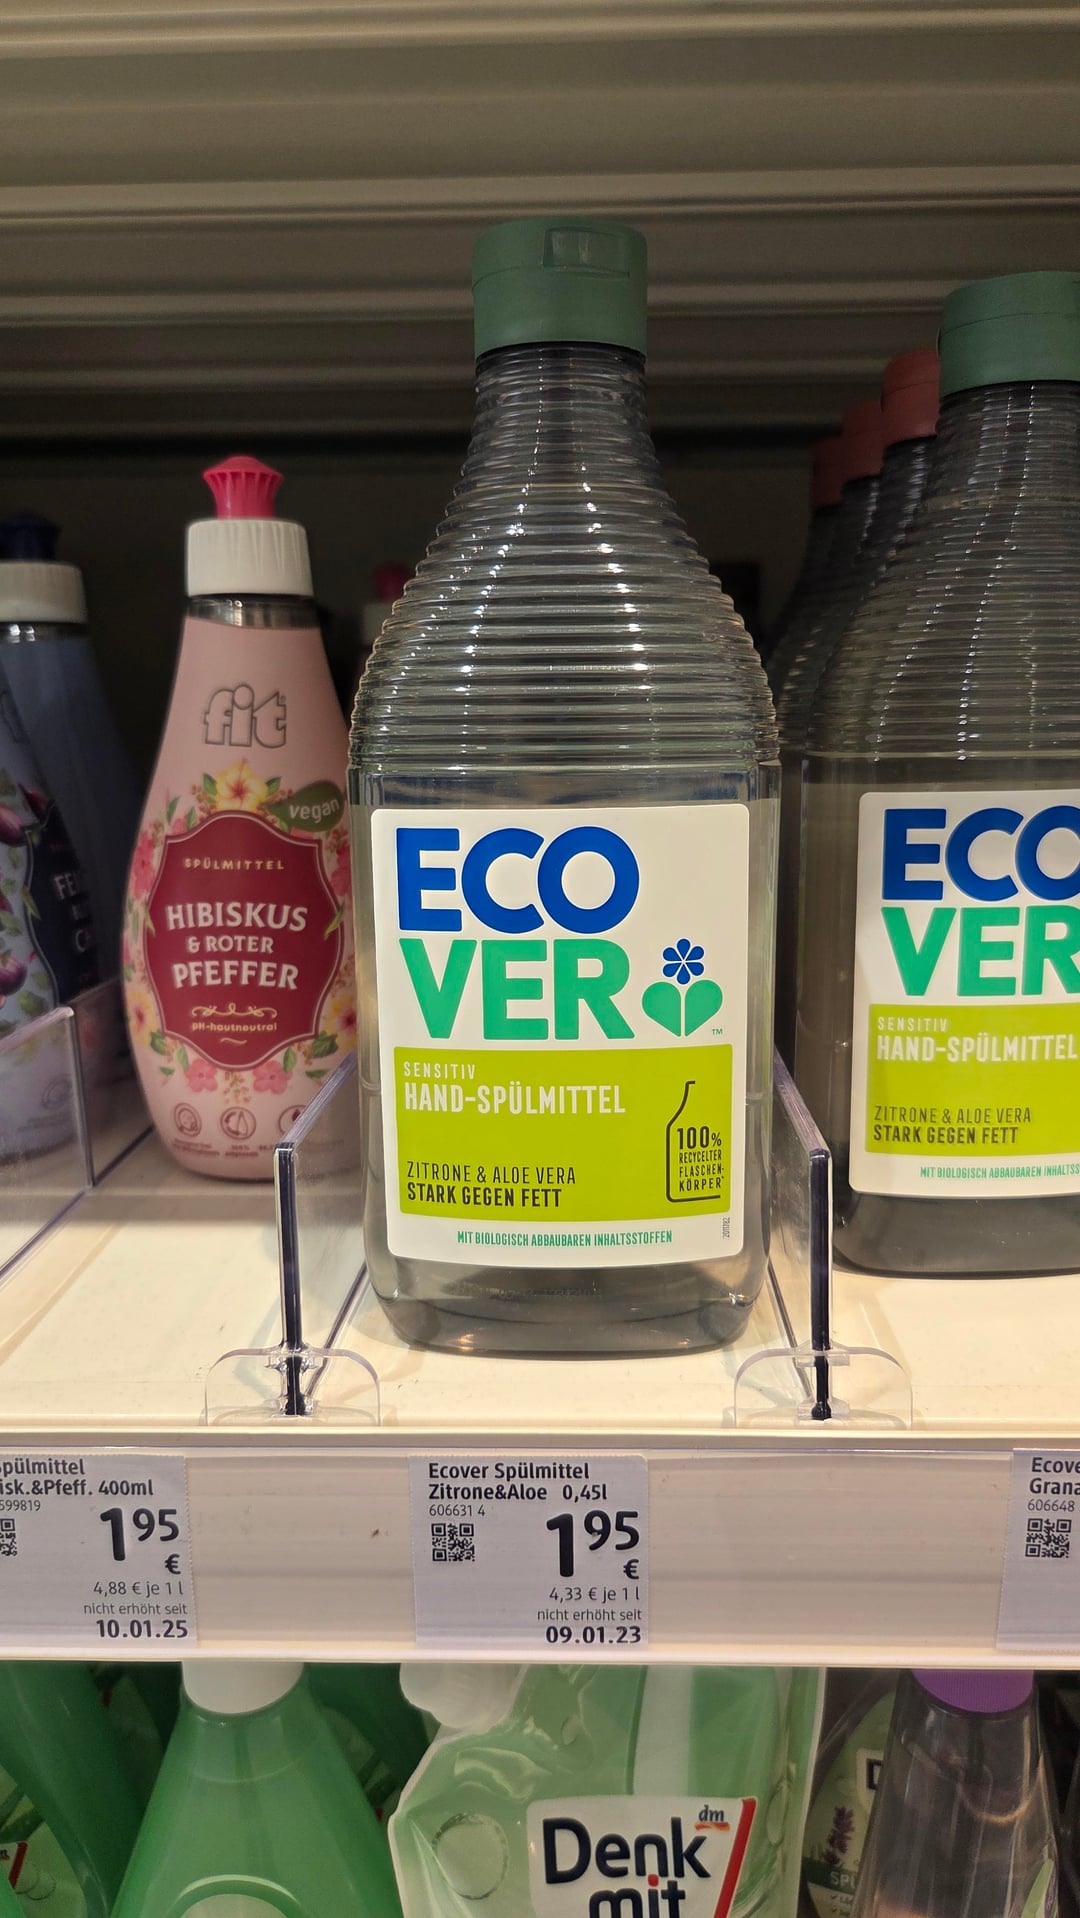 fit
vegan
SPÜLMITTEL
HIBISKUS
& ROTER
PFEFFER
pH-hautneutral
ECO
VER
TM
SENSITIV
HAND-SPÜLMITTEL
100%
RECYCELTER
FLASCHEN-
KÖRPER
ZITRONE & ALOE VERA
STARK GEGEN FETT
MIT BIOLOGISCH ABBAUBAREN INHALTSSTOFFEN
ECO
VER
SENSITIV
HAND-SPÜLMITTEL
ZITRONE & ALOE VERA
STARK GEGEN FETT
MIT BIOLOGISCH ABBAUBAREN INHALTSS
pülmittel
isk.&Pfeff. 400ml
599819
1 95
€
4,88 € je 1 l
nicht erhöht seit
10.01.25
Ecover Spülmittel
Zitrone&Aloe 0,45l
606631 4
1 95
€
4,33 € je 1 l
nicht erhöht seit
09.01.23
Ecove
Grana
606648
dm
Denk
mit